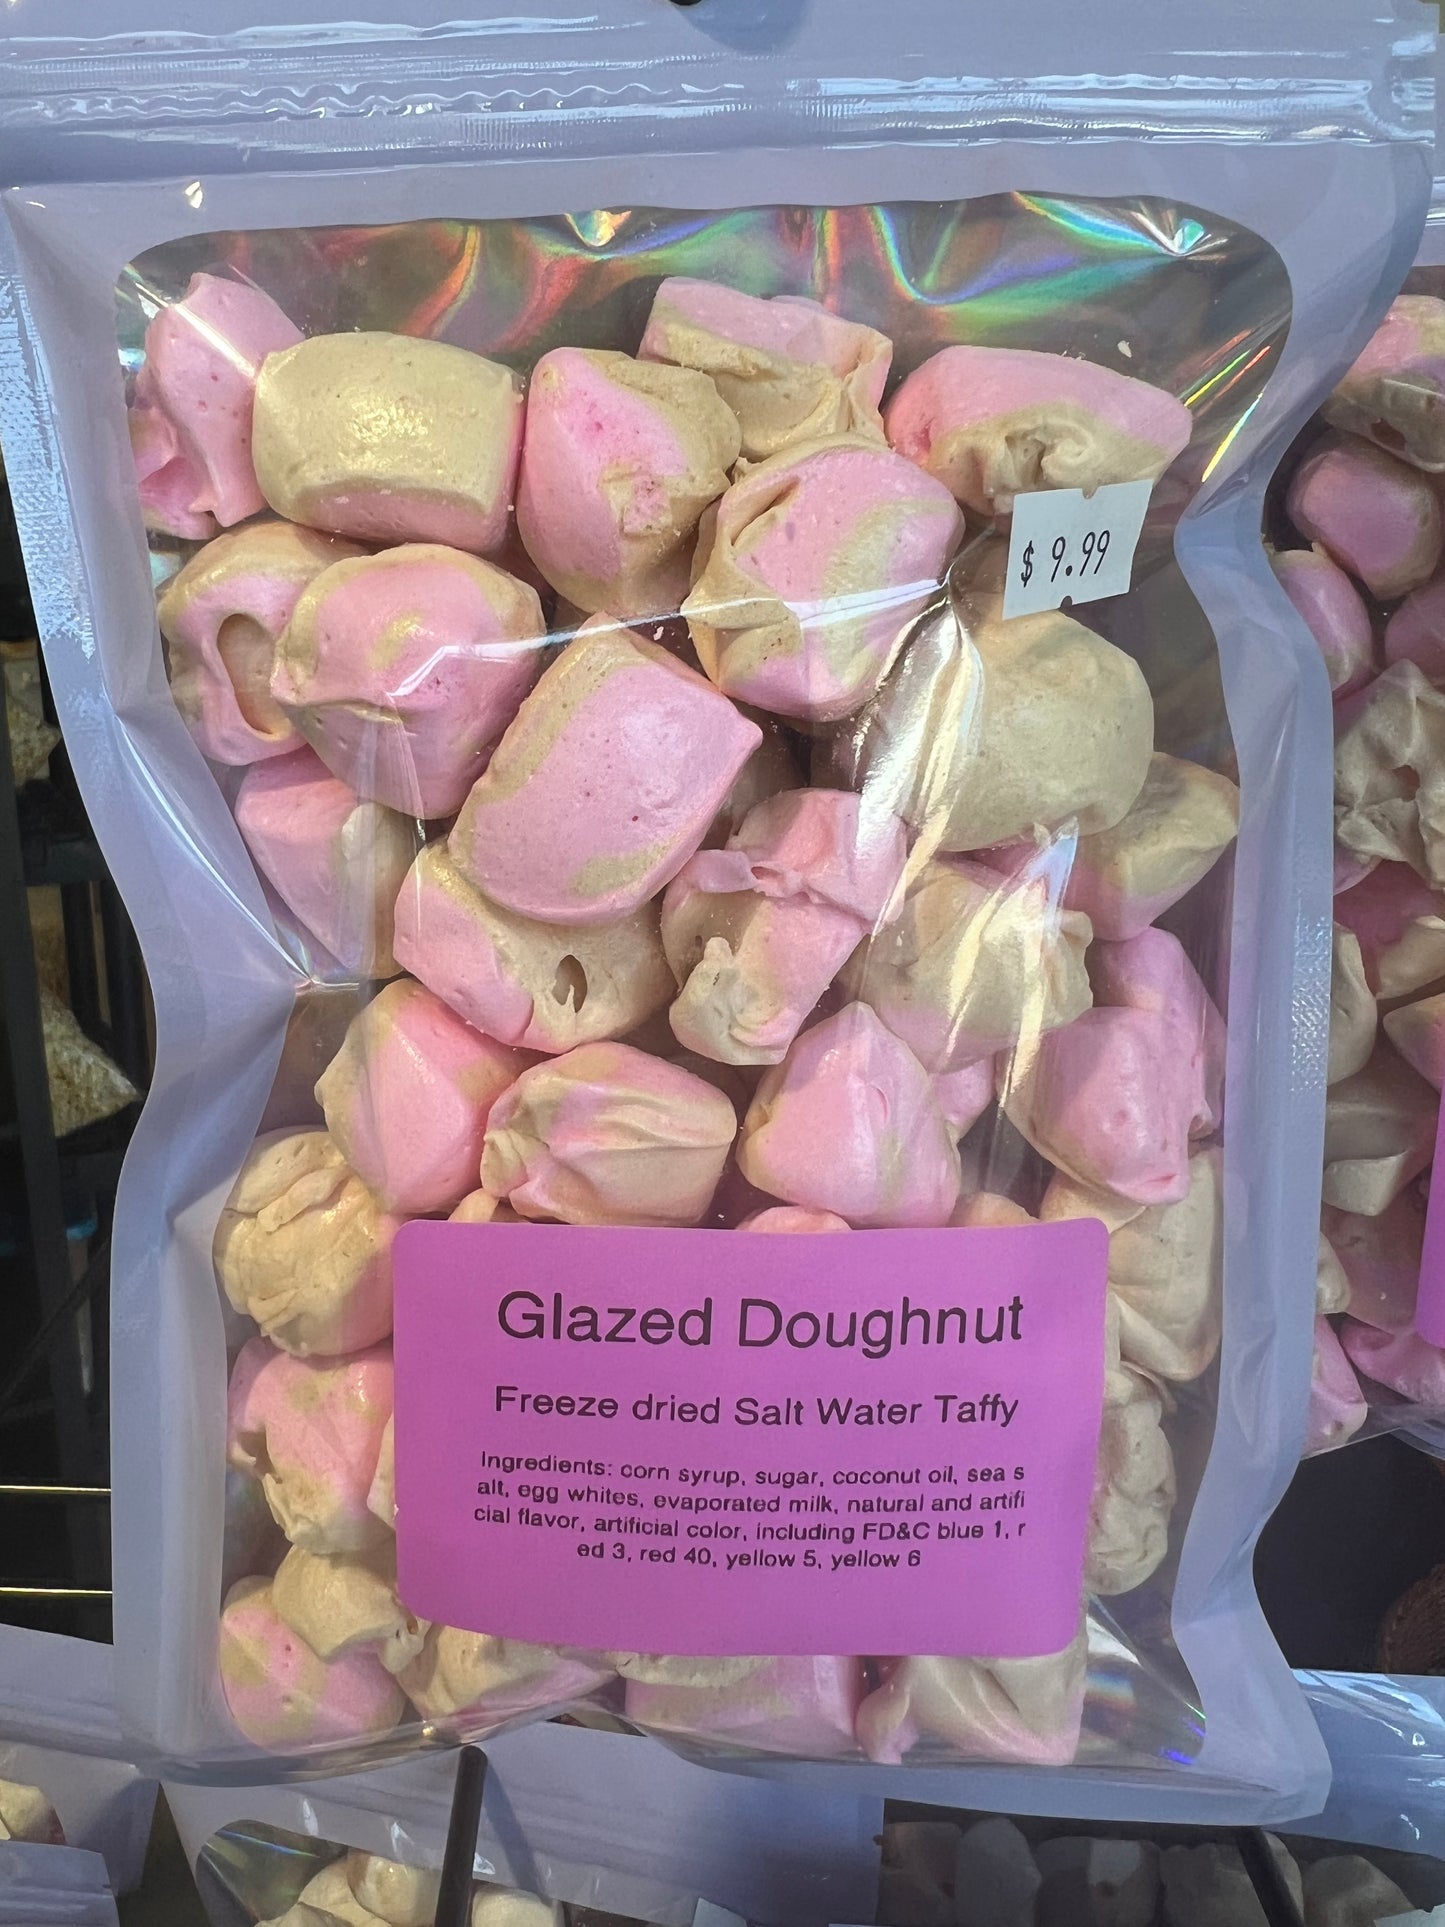 $ 9.99
Glazed Doughnut
Freeze dried Salt Water Taffy
Ingredients: corn syrup, sugar, coconut oil, sea s
alt, egg whites, evaporated milk, natural and artifi
cial flavor, artificial color, including FD&C blue 1, r
ed 3, red 40, yellow 5, yellow 6